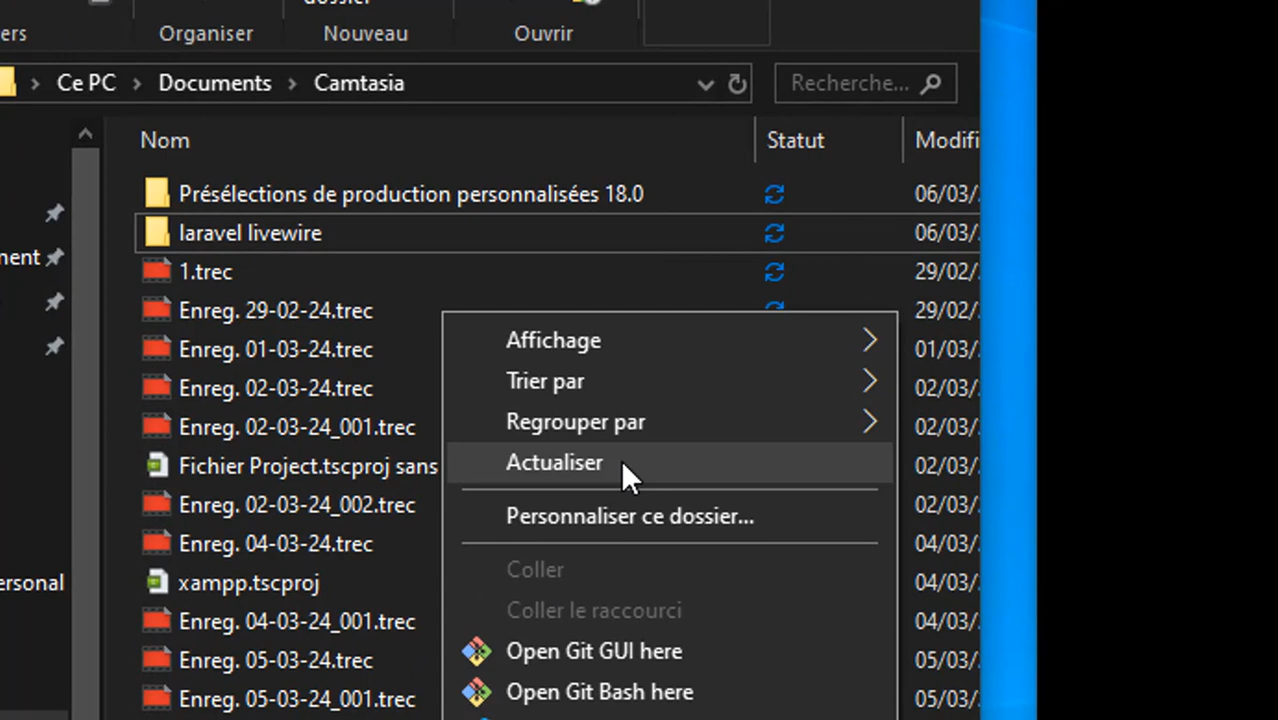 dossier
ers
Organiser
Nouveau
Ouvrir
Ce PC
Documents
Camtasia
Recherche...
Nom
Statut
Modifi
Présélections de production personnalisées 18.0
06/03/
laravel livewire
06/03/
1.trec
29/02/
Enreg. 29-02-24.trec
29/02/
Enreg. 01-03-24.trec
01/03/
Enreg. 02-03-24.trec
02/03/
Enreg. 02-03-24_001.trec
02/03/
Fichier Project.tscproj sans
02/03/
Enreg. 02-03-24_002.trec
02/03/
Enreg. 04-03-24.trec
04/03/
xampp.tscproj
04/03/
Enreg. 04-03-24_001.trec
04/03/
Enreg. 05-03-24.trec
05/03/
Enreg. 05-03-24_001.trec
05/03/
ment
ersonal
Affichage
Trier par
Regrouper par
Actualiser
Personnaliser ce dossier...
Coller
Coller le raccourci
Open Git GUI here
Open Git Bash here